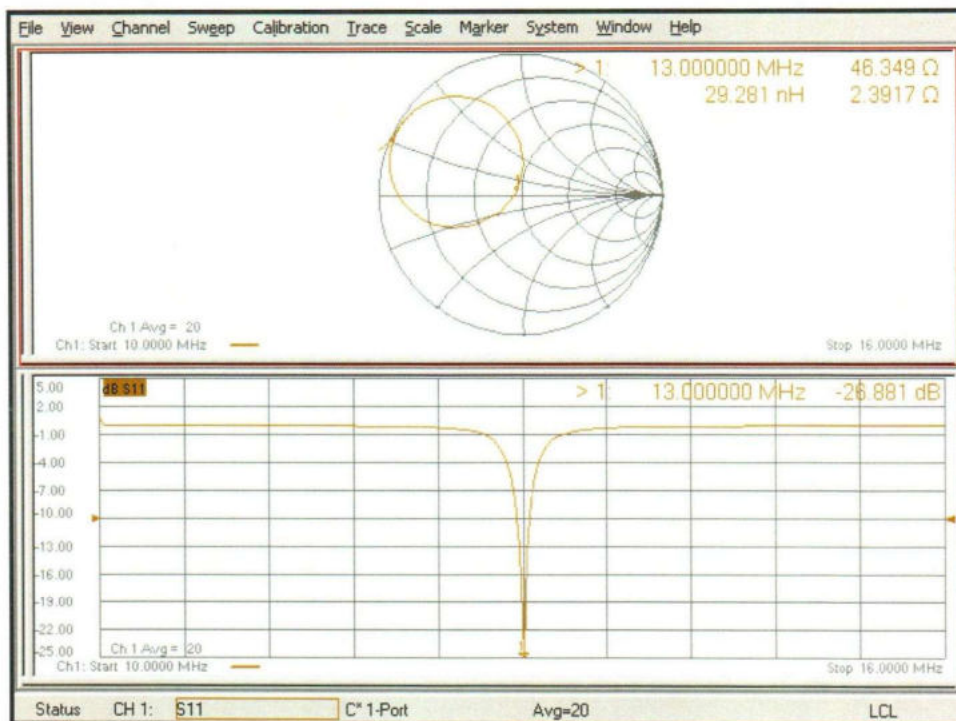 File View Channel Sweep Calibration Trace Scale Marker System Window Help
> 1: 13.000000 MHz 46.349 Ω
29.281 nH 2.3917 Ω
Ch 1 Avg = 20
Ch1: Start 10.0000 MHz
Stop 16.0000 MHz
5.00
dB S11
> 1: 13.000000 MHz -26.881 dB
2.00
-1.00
-4.00
-7.00
-10.00
-13.00
-16.00
-19.00
-22.00
-25.00
Ch 1 Avg = 20
Ch1: Start 10.0000 MHz
Stop 16.0000 MHz
Status CH 1: S11 C* 1-Port Avg=20 LCL